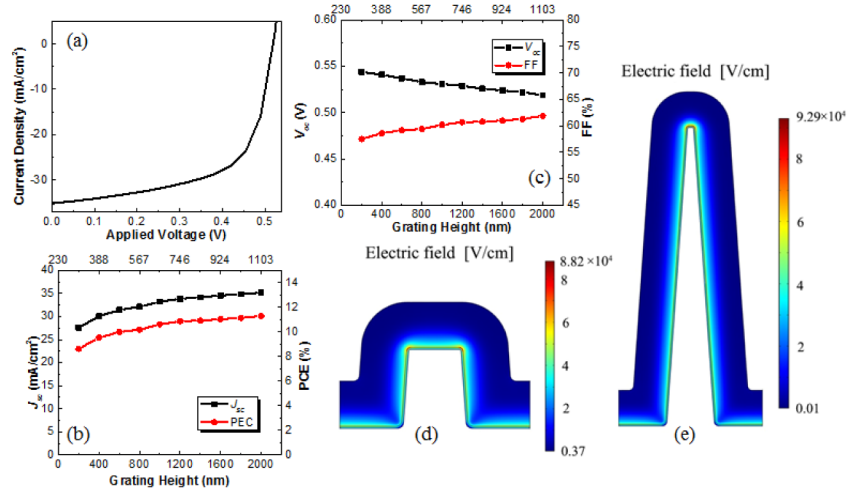 (a)
0
-10
-20
-30
0.0 0.1 0.2 0.3 0.4 0.5
Current Density (mA/cm²)
Applied Voltage (V)
230 388 567 746 924 1103
0.60
0.55
0.50
0.45
0.40
V_oc (V)
80
75
70
65
60
55
50
45
FF (%)
V_oc
FF
(c)
0 400 800 1200 1600 2000
Grating Height (nm)
230 388 567 746 924 1103
40
35
30
25
20
15
10
5
0
J_sc (mA/cm²)
14
12
10
8
6
4
2
0
PCE (%)
J_sc
PEC
(b)
0 400 800 1200 1600 2000
Grating Height (nm)
Electric field [V/cm]
8.82 ×10⁴
8
6
4
2
0.37
(d)
Electric field [V/cm]
9.29×10⁴
8
6
4
2
0.01
(e)